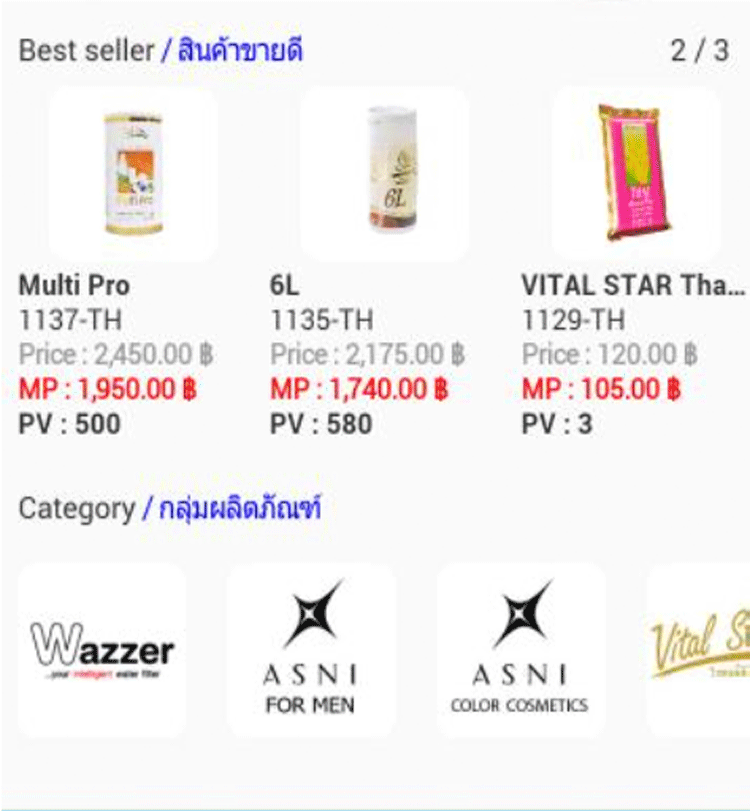 Best seller / สินค้าขายดี
2 / 3
6L
ไชยู
Multi Pro
1137-TH
Price : 2,450.00 ฿
MP : 1,950.00 ฿
PV : 500
6L
1135-TH
Price : 2,175.00 ฿
MP : 1,740.00 ฿
PV : 580
VITAL STAR Tha...
1129-TH
Price : 120.00 ฿
MP : 105.00 ฿
PV : 3
Category / กลุ่มผลิตภัณฑ์
Wazzer
...your intelligent water filter
ASNI
FOR MEN
ASNI
COLOR COSMETICS
Vital